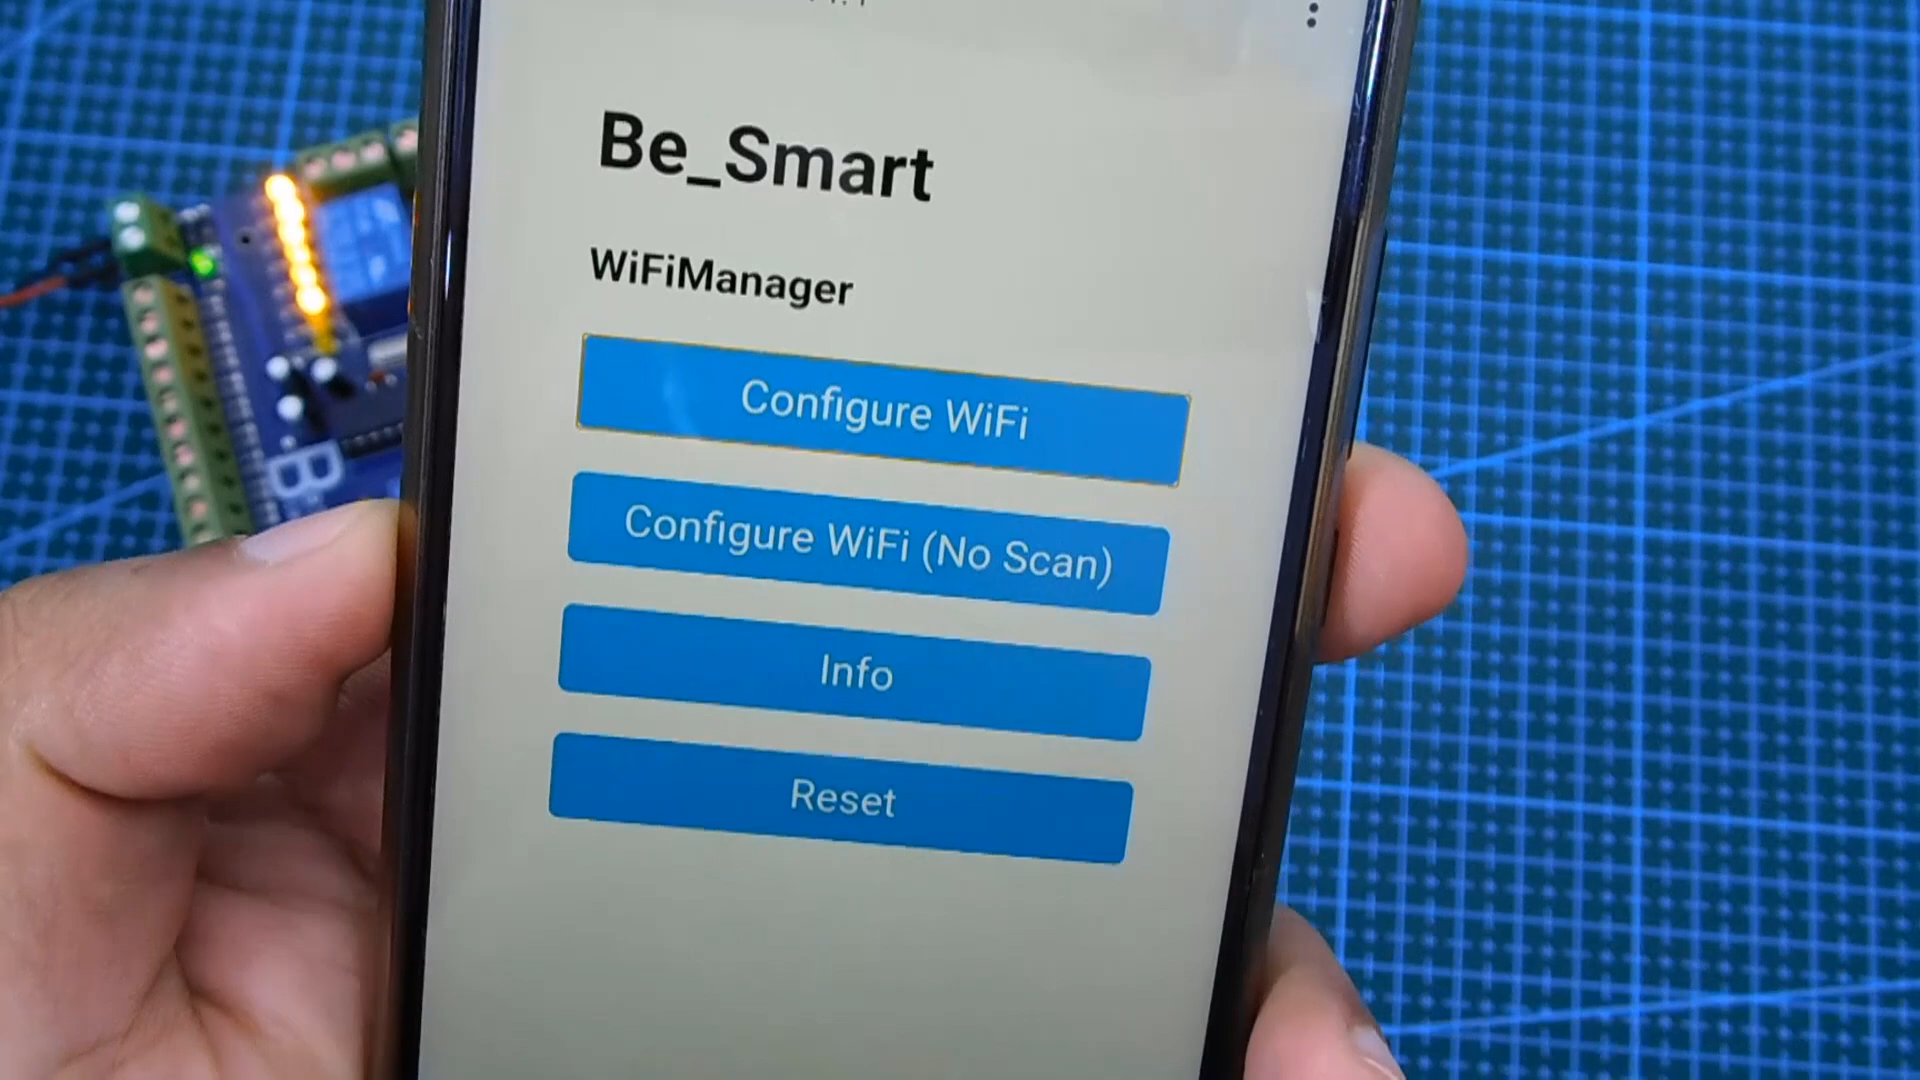 Be_Smart
WiFiManager
Configure WiFi
Configure WiFi (No Scan)
Info
Reset
B